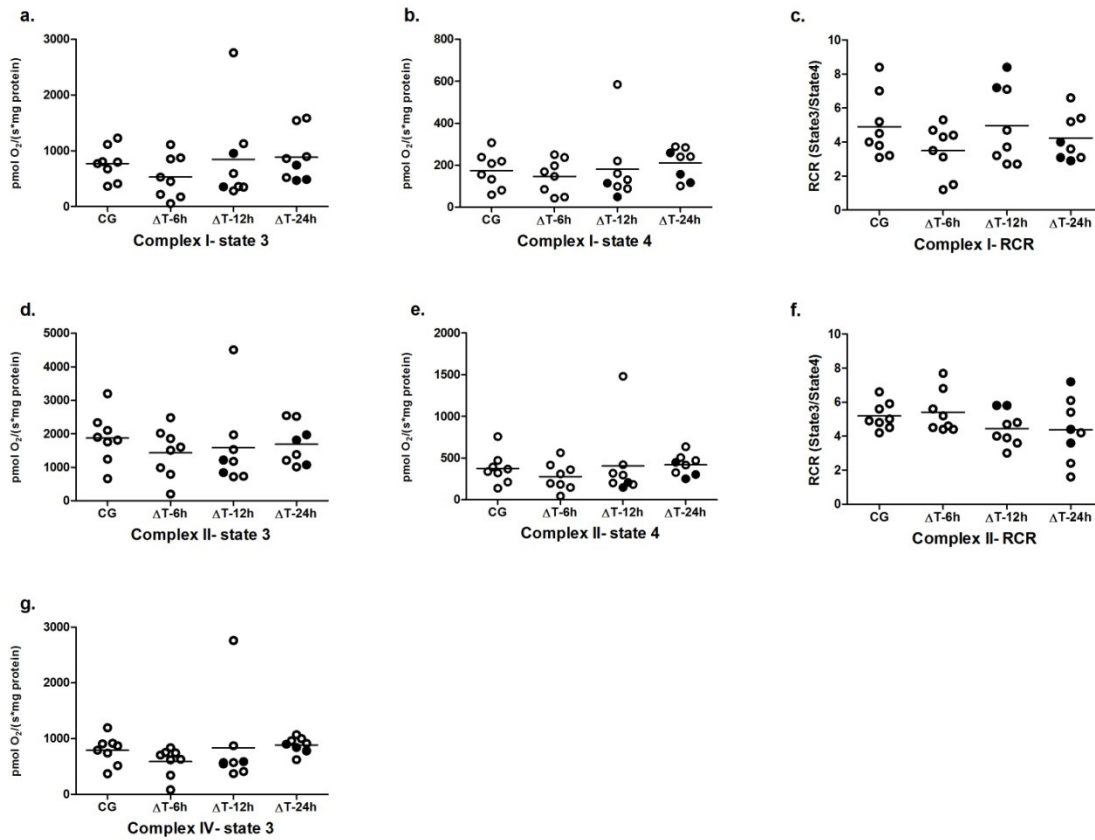 a.
pmol O₂/(s*mg protein)
3000
2000
1000
0
CG ΔT-6h ΔT-12h ΔT-24h
Complex I- state 3
b.
pmol O₂/(s*mg protein)
800
600
400
200
0
CG ΔT-6h ΔT-12h ΔT-24h
Complex I- state 4
c.
RCR (State3/State4)
10
8
6
4
2
0
CG ΔT-6h ΔT-12h ΔT-24h
Complex I- RCR
d.
pmol O₂/(s*mg protein)
5000
4000
3000
2000
1000
0
CG ΔT-6h ΔT-12h ΔT-24h
Complex II- state 3
e.
pmol O₂/(s*mg protein)
2000
1500
1000
500
0
CG ΔT-6h ΔT-12h ΔT-24h
Complex II- state 4
f.
RCR (State3/State4)
10
8
6
4
2
0
CG ΔT-6h ΔT-12h ΔT-24h
Complex II- RCR
g.
pmol O₂/(s*mg protein)
3000
2000
1000
0
CG ΔT-6h ΔT-12h ΔT-24h
Complex IV- state 3